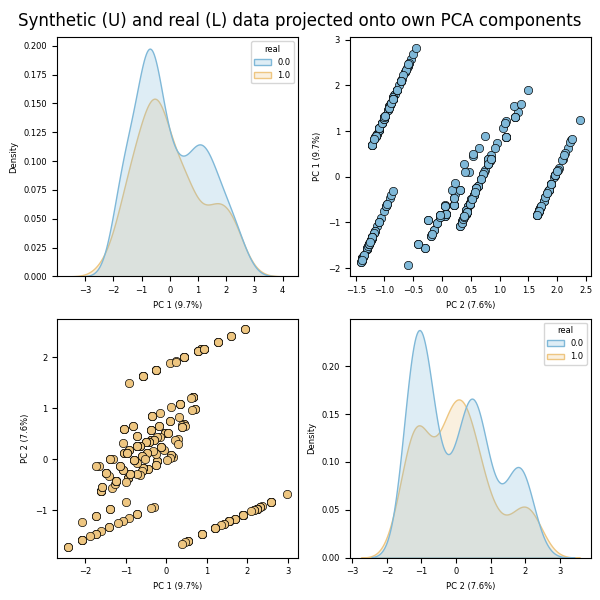 Synthetic (U) and real (L) data projected onto own PCA components
0.200
0.175
0.150
0.125
0.100
0.075
0.050
0.025
0.000
Density
−3 −2 −1 0 1 2 3 4
PC 1 (9.7%)
real
0.0
1.0
3
2
1
0
−1
−2
PC 1 (9.7%)
−1.5 −1.0 −0.5 0.0 0.5 1.0 1.5 2.0 2.5
PC 2 (7.6%)
2
1
0
−1
PC 2 (7.6%)
−2 −1 0 1 2 3
PC 1 (9.7%)
0.20
0.15
0.10
0.05
0.00
Density
−3 −2 −1 0 1 2 3
PC 2 (7.6%)
real
0.0
1.0